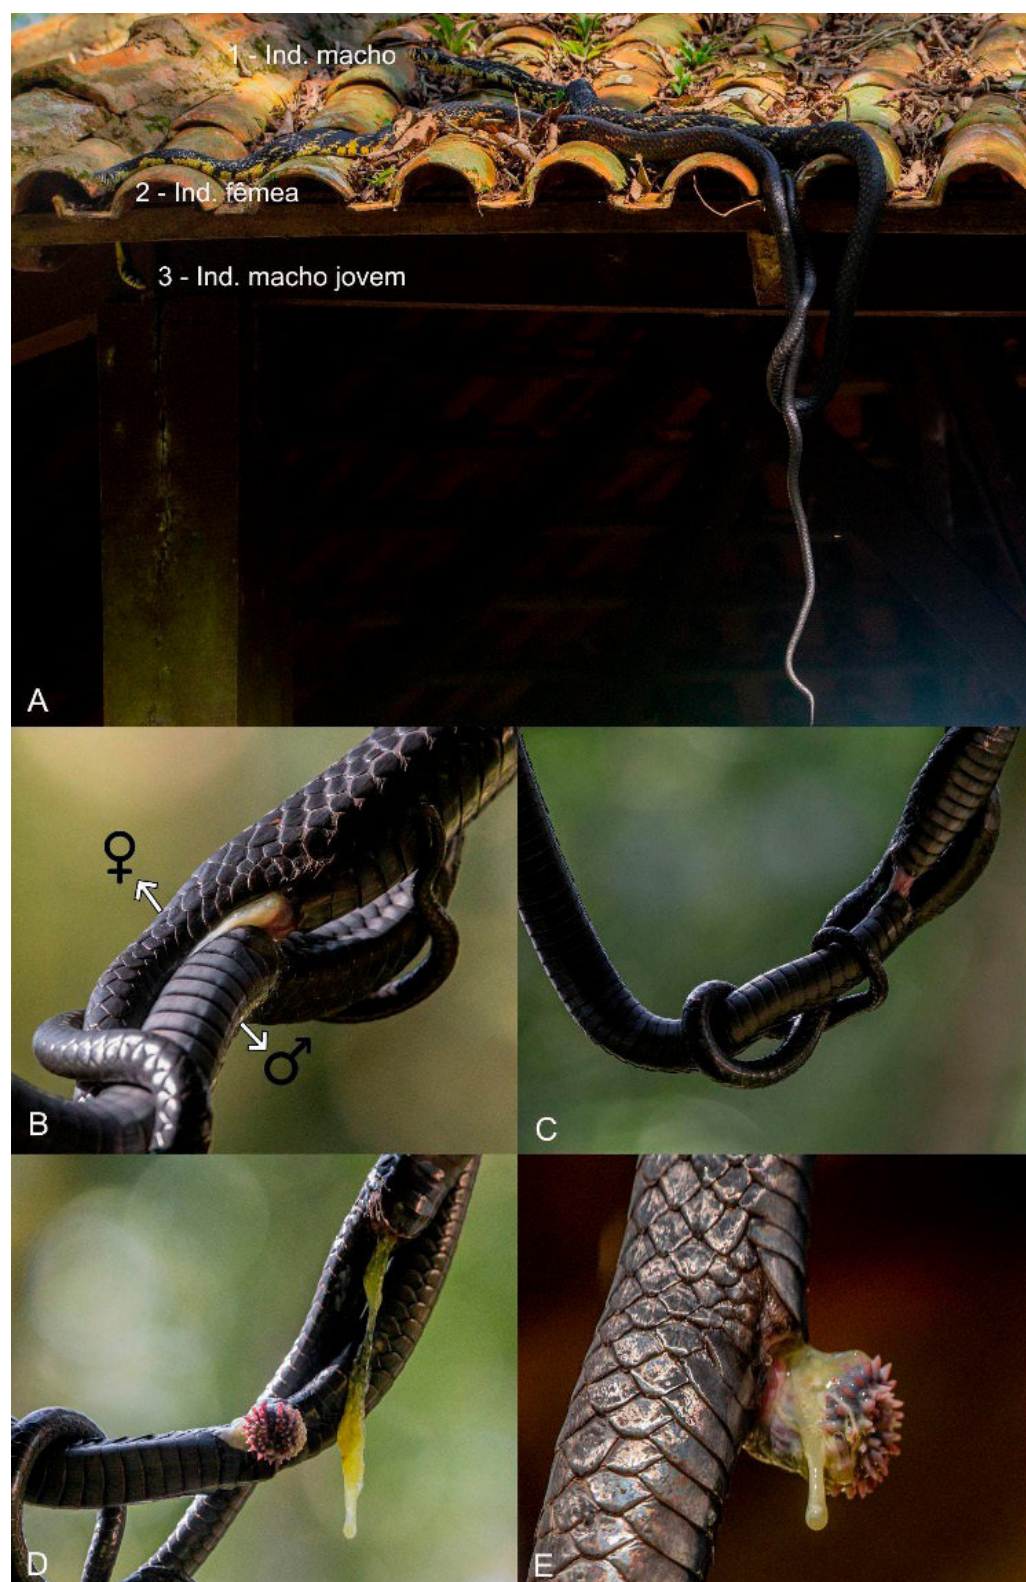 1 - Ind. macho
2 - Ind. fêmea
3 - Ind. macho jovem
A
♀
♂
B
C
D
E